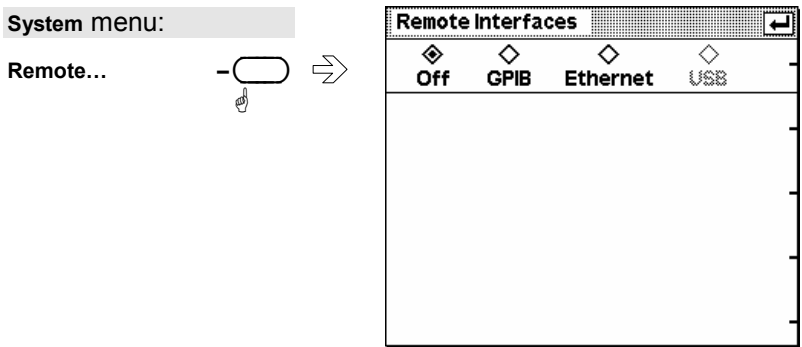 System menu:
Remote…
Remote Interfaces
Off GPIB Ethernet USB